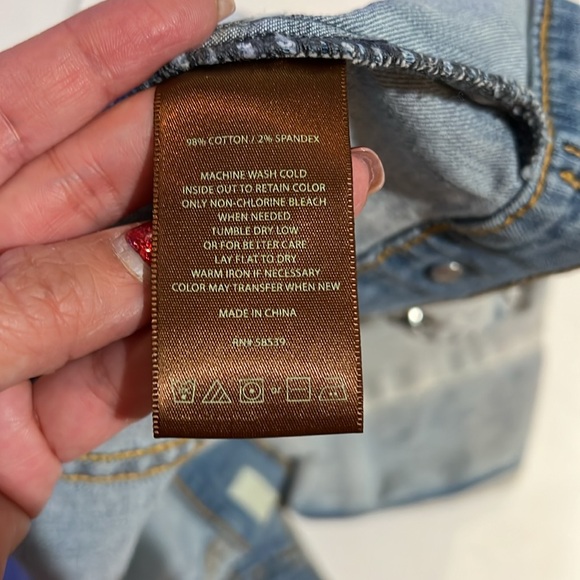 98% COTTON / 2% SPANDEX
MACHINE WASH COLD
INSIDE OUT TO RETAIN COLOR
ONLY NON-CHLORINE BLEACH
WHEN NEEDED
TUMBLE DRY LOW
OR FOR BETTER CARE
LAY FLAT TO DRY
WARM IRON IF NECESSARY
COLOR MAY TRANSFER WHEN NEW
MADE IN CHINA
RN# 58539
or